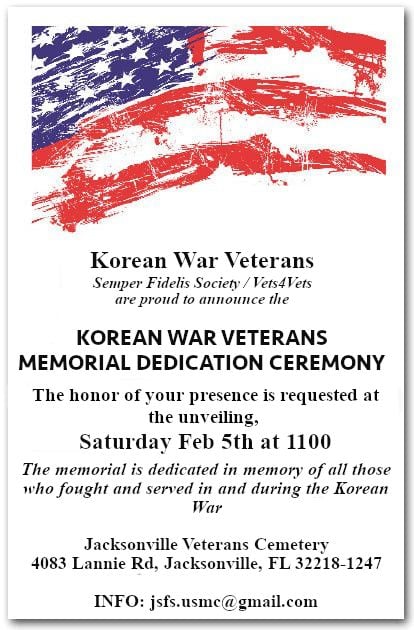 Korean War Veterans
Semper Fidelis Society / Vets4Vets
are proud to announce the
KOREAN WAR VETERANS
MEMORIAL DEDICATION CEREMONY
The honor of your presence is requested at
the unveiling,
Saturday Feb 5th at 1100
The memorial is dedicated in memory of all those
who fought and served in and during the Korean
War
Jacksonville Veterans Cemetery
4083 Lannie Rd, Jacksonville, FL 32218-1247
INFO: jsfs.usmc@gmail.com